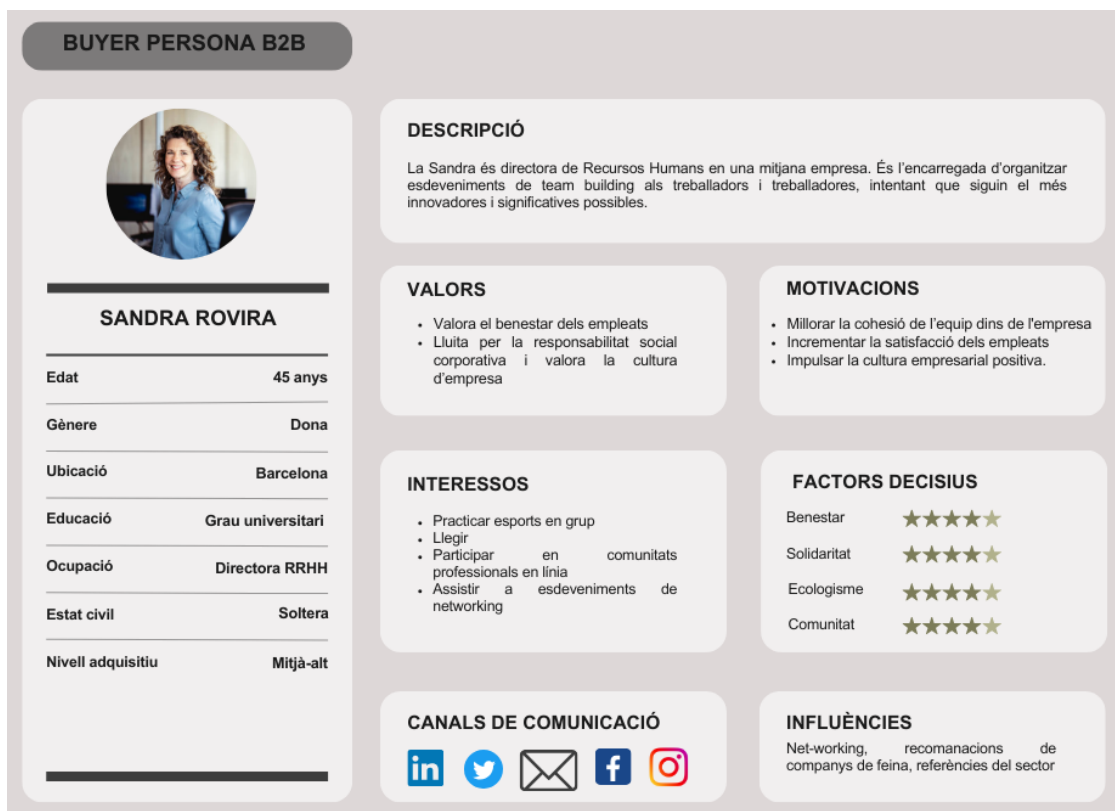 BUYER PERSONA B2B
SANDRA ROVIRA
Edat 45 anys
Gènere Dona
Ubicació Barcelona
Educació Grau universitari
Ocupació Directora RRHH
Estat civil Soltera
Nivell adquisitiu Mitjà-alt
DESCRIPCIÓ
La Sandra és directora de Recursos Humans en una mitjana empresa. És l’encarregada d’organitzar
esdeveniments de team building als treballadors i treballadores, intentant que siguin el més
innovadores i significatives possibles.
VALORS
• Valora el benestar dels empleats
• Lluita per la responsabilitat social
corporativa i valora la cultura
d’empresa
MOTIVACIONS
• Millorar la cohesió de l’equip dins de l'empresa
• Incrementar la satisfacció dels empleats
• Impulsar la cultura empresarial positiva.
INTERESSOS
• Practicar esports en grup
• Llegir
• Participar en comunitats
professionals en línia
• Assistir a esdeveniments de
networking
FACTORS DECISIUS
Benestar
Solidaritat
Ecologisme
Comunitat
CANALS DE COMUNICACIÓ
in
f
INFLUÈNCIES
Net-working, recomanacions de
companys de feina, referències del sector